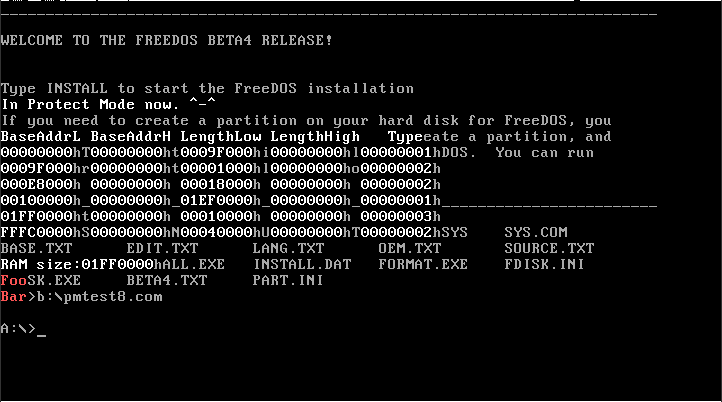 WELCOME TO THE FREEDOS BETA4 RELEASE!
Type INSTALL to start the FreeDOS installation
In Protect Mode now. ^-^
If you need to create a partition on your hard disk for FreeDOS, you
BaseAddrL BaseAddrH LengthLow LengthHigh   Typeeate a partition, and
00000000hT00000000ht0009F000hi00000000hl00000001hDOS.  You can run
0009F000hr00000000ht00001000hl00000000ho00000002h
000E8000h 00000000h 00018000h 00000000h 00000002h
00100000h_00000000h_01EF0000h_00000000h_00000001h________________________
01FF0000ht00000000h 00010000h 00000000h 00000003h
FFFC0000hS00000000hN00040000hU00000000hT00000002hSYS    SYS.COM
BASE.TXT      EDIT.TXT      LANG.TXT      OEM.TXT       SOURCE.TXT
RAM size:01FF0000hALL.EXE   INSTALL.DAT   FORMAT.EXE    FDISK.INI
FooSK.EXE     BETA4.TXT     PART.INI
Bar>b:\pmtest8.com
A:\>_